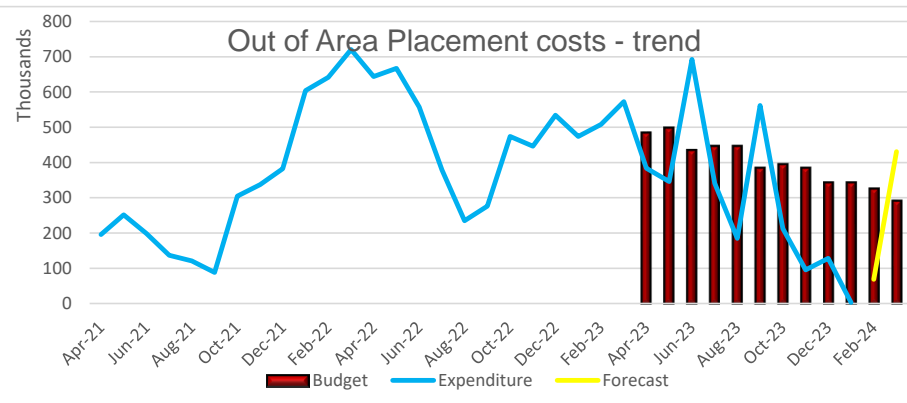 Out of Area Placement costs - trend
Thousands
800
700
600
500
400
300
200
100
0
Apr-21
Jun-21
Aug-21
Oct-21
Dec-21
Feb-22
Apr-22
Jun-22
Aug-22
Oct-22
Dec-22
Feb-23
Apr-23
Jun-23
Aug-23
Oct-23
Dec-23
Feb-24
Budget Expenditure Forecast